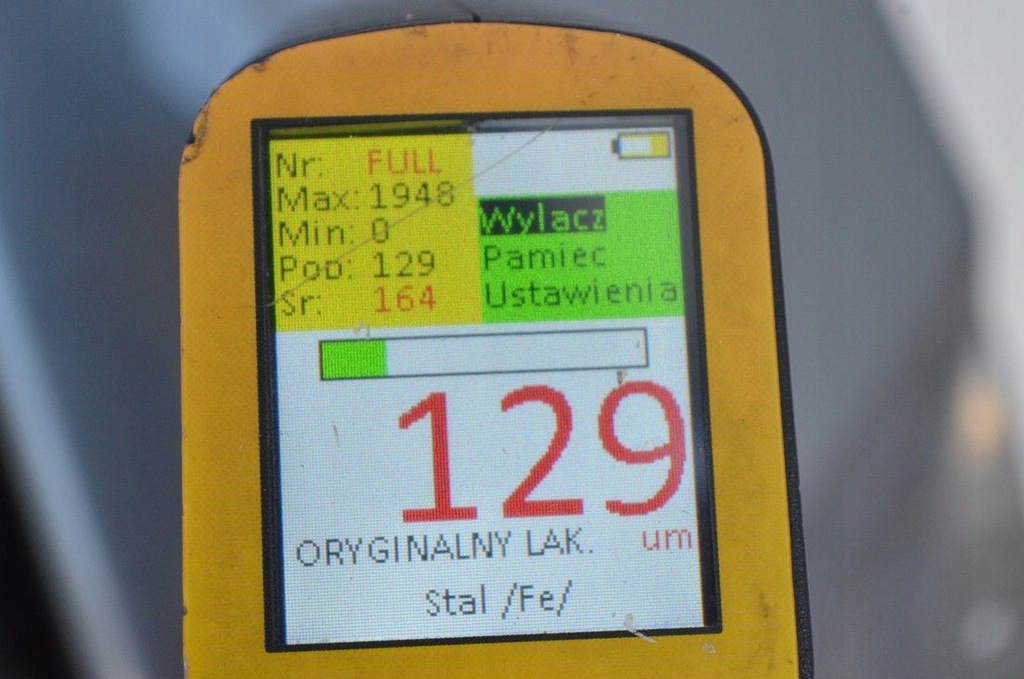 Nr: FULL
Max: 1948
Min: 0
Pop: 129
Sr: 164
Wylacz
Pamiec
Ustawienia
129
um
ORYGINALNY LAK.
Stal /Fe/